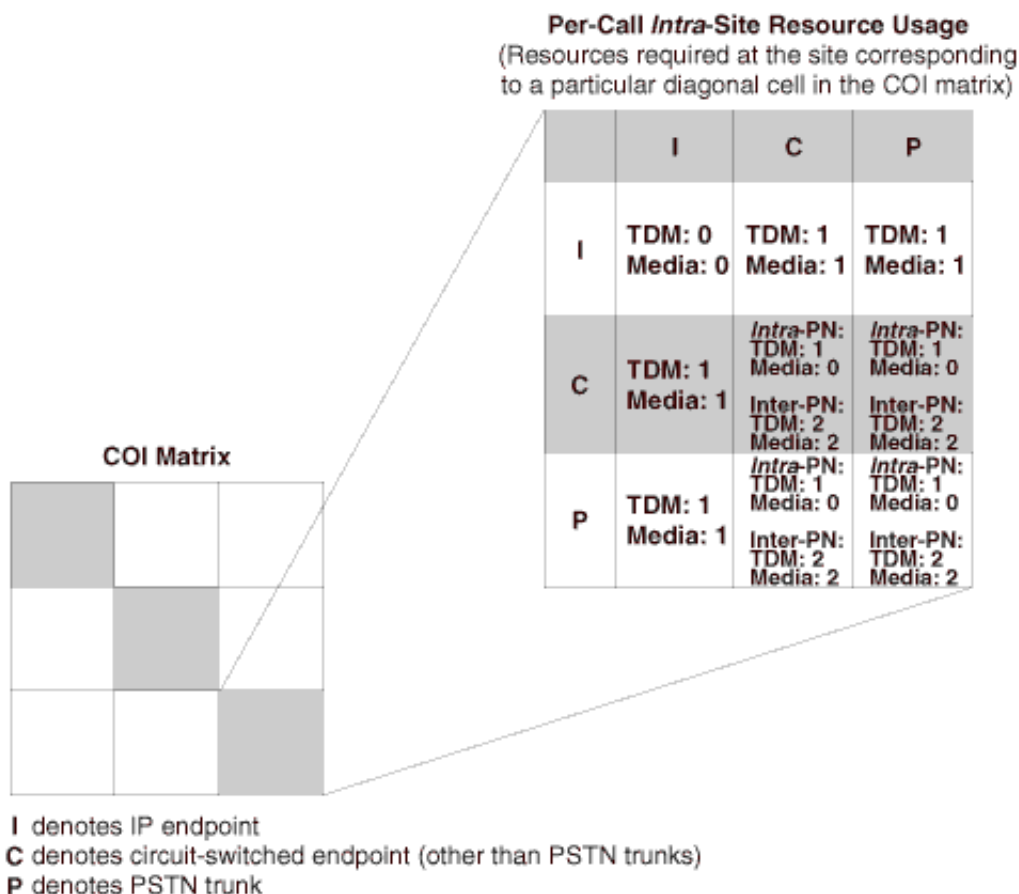 Per-Call Intra-Site Resource Usage
(Resources required at the site corresponding
to a particular diagonal cell in the COI matrix)
I C P
I
TDM: 0 TDM: 1 TDM: 1
Media: 0 Media: 1 Media: 1
C
TDM: 1
Media: 1
Intra-PN:
TDM: 1
Media: 0
Inter-PN:
TDM: 2
Media: 2
Intra-PN:
TDM: 1
Media: 0
Inter-PN:
TDM: 2
Media: 2
P
TDM: 1
Media: 1
Intra-PN:
TDM: 1
Media: 0
Inter-PN:
TDM: 2
Media: 2
Intra-PN:
TDM: 1
Media: 0
Inter-PN:
TDM: 2
Media: 2
COI Matrix
I denotes IP endpoint
C denotes circuit-switched endpoint (other than PSTN trunks)
P denotes PSTN trunk